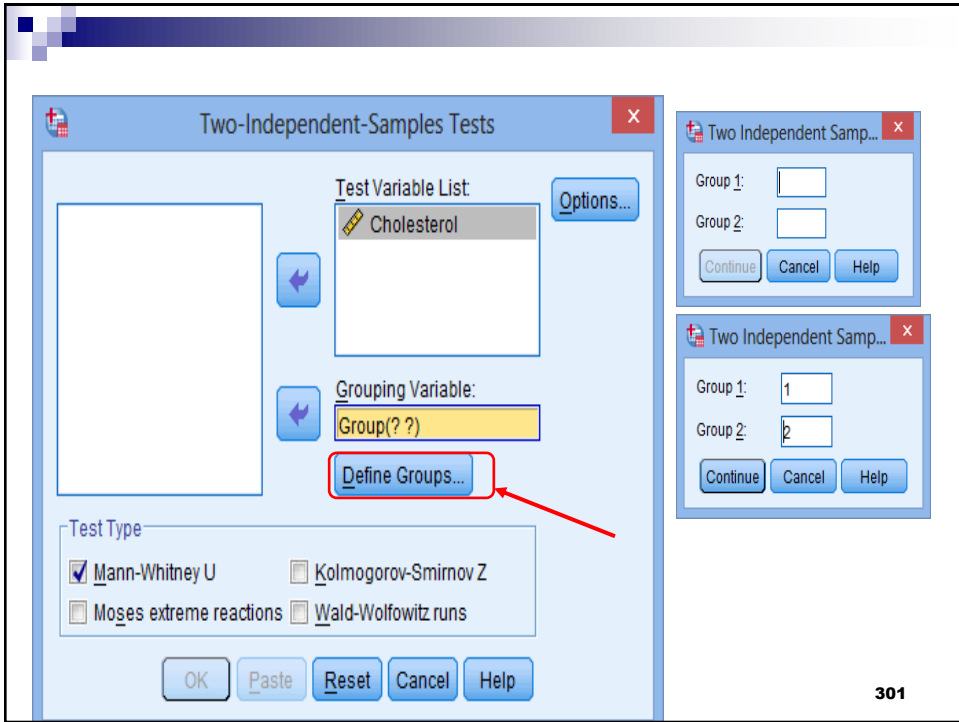 Two-Independent-Samples Tests
x
Test Variable List:
Cholesterol
Options...
Grouping Variable:
Group(? ?)
Define Groups...
Test Type
Mann-Whitney U
Kolmogorov-Smirnov Z
Moses extreme reactions
Wald-Wolfowitz runs
OK Paste Reset Cancel Help
Two Independent Samp...
x
Group 1:
Group 2:
Continue Cancel Help
Two Independent Samp...
x
Group 1: 1
Group 2: 2
Continue Cancel Help
301